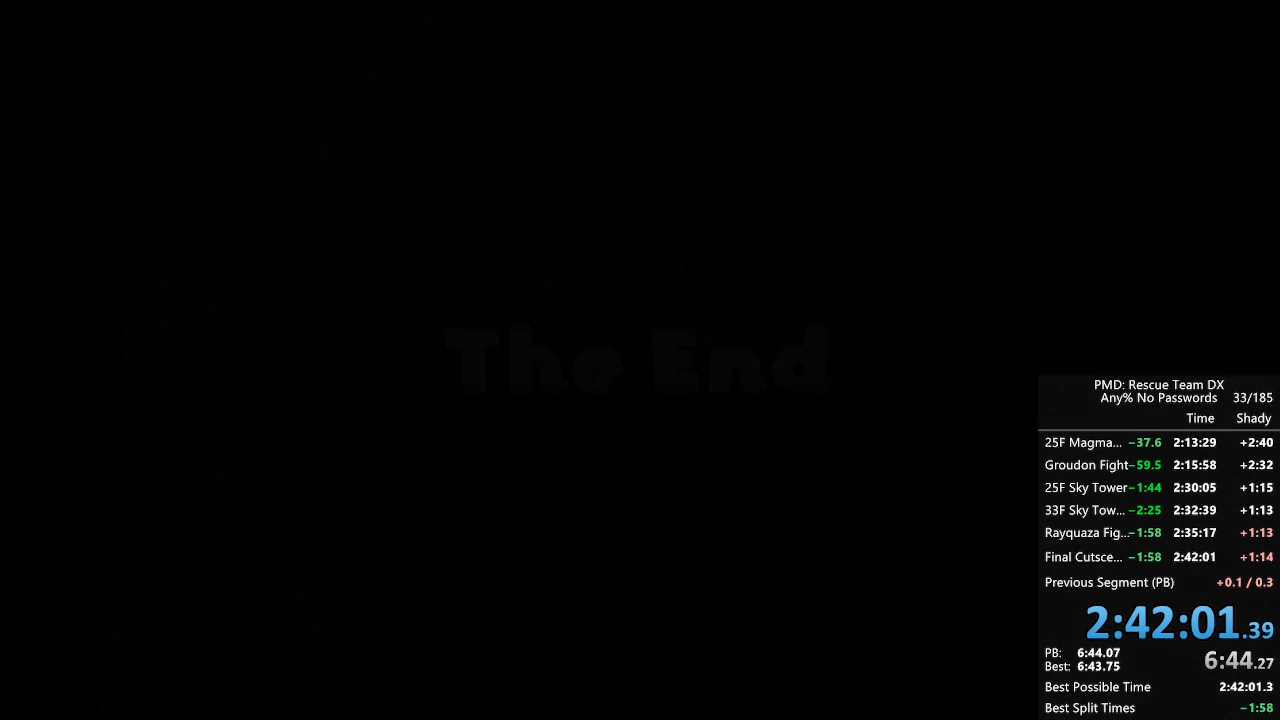 The End
PMD: Rescue Team DX
Any% No Passwords 33/185
Time Shady
25F Magma... −37.6 2:13:29 +2:40
Groudon Fight −59.5 2:15:58 +2:32
25F Sky Tower −1:44 2:30:05 +1:15
33F Sky Tow... −2:25 2:32:39 +1:13
Rayquaza Fig... −1:58 2:35:17 +1:13
Final Cutsce... −1:58 2:42:01 +1:14
Previous Segment (PB) +0.1 / 0.3
2:42:01.39
PB: 6:44.07
Best: 6:43.75
6:44.27
Best Possible Time 2:42:01.3
Best Split Times −1:58